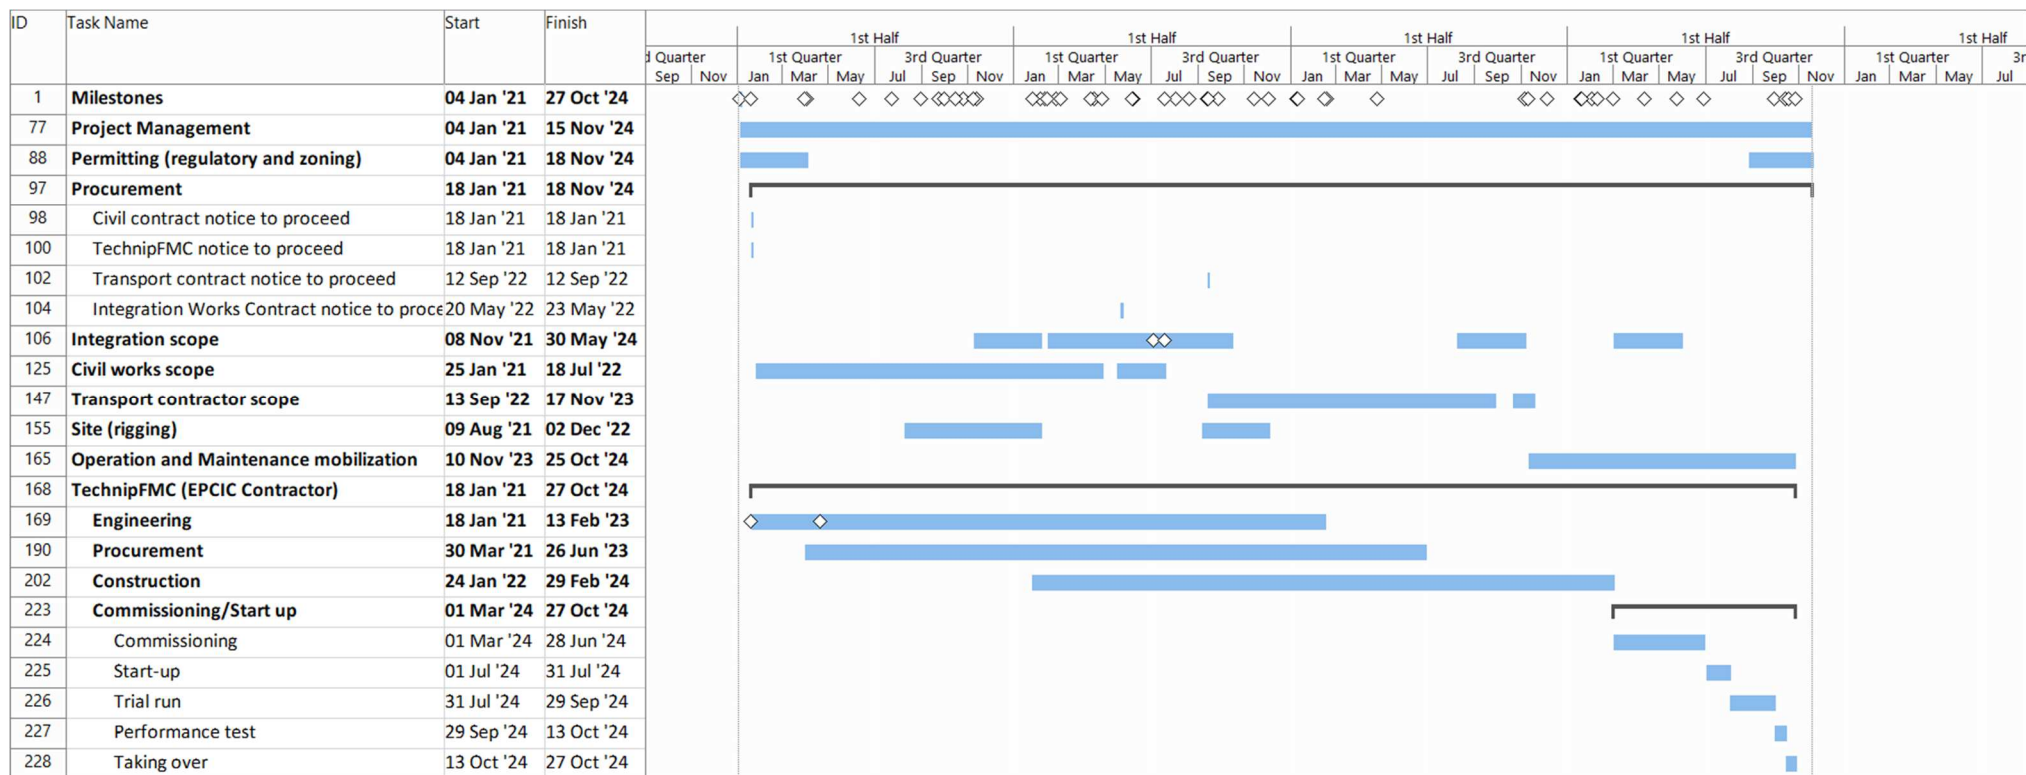 ID Task Name Start Finish
1st Half 1st Half 1st Half 1st Half 1st Half
d Quarter 1st Quarter 3rd Quarter 1st Quarter 3rd Quarter 1st Quarter 3rd Quarter 1st Quarter 3rd Quarter 1st Quarter 3r
Sep Nov Jan Mar May Jul Sep Nov Jan Mar May Jul Sep Nov Jan Mar May Jul Sep Nov Jan Mar May Jul Sep Nov Jan Mar May Jul
1 Milestones 04 Jan '21 27 Oct '24
77 Project Management 04 Jan '21 15 Nov '24
88 Permitting (regulatory and zoning) 04 Jan '21 18 Nov '24
97 Procurement 18 Jan '21 18 Nov '24
98 Civil contract notice to proceed 18 Jan '21 18 Jan '21
100 TechnipFMC notice to proceed 18 Jan '21 18 Jan '21
102 Transport contract notice to proceed 12 Sep '22 12 Sep '22
104 Integration Works Contract notice to proce 20 May '22 23 May '22
106 Integration scope 08 Nov '21 30 May '24
125 Civil works scope 25 Jan '21 18 Jul '22
147 Transport contractor scope 13 Sep '22 17 Nov '23
155 Site (rigging) 09 Aug '21 02 Dec '22
165 Operation and Maintenance mobilization 10 Nov '23 25 Oct '24
168 TechnipFMC (EPCIC Contractor) 18 Jan '21 27 Oct '24
169 Engineering 18 Jan '21 13 Feb '23
190 Procurement 30 Mar '21 26 Jun '23
202 Construction 24 Jan '22 29 Feb '24
223 Commissioning/Start up 01 Mar '24 27 Oct '24
224 Commissioning 01 Mar '24 28 Jun '24
225 Start-up 01 Jul '24 31 Jul '24
226 Trial run 31 Jul '24 29 Sep '24
227 Performance test 29 Sep '24 13 Oct '24
228 Taking over 13 Oct '24 27 Oct '24